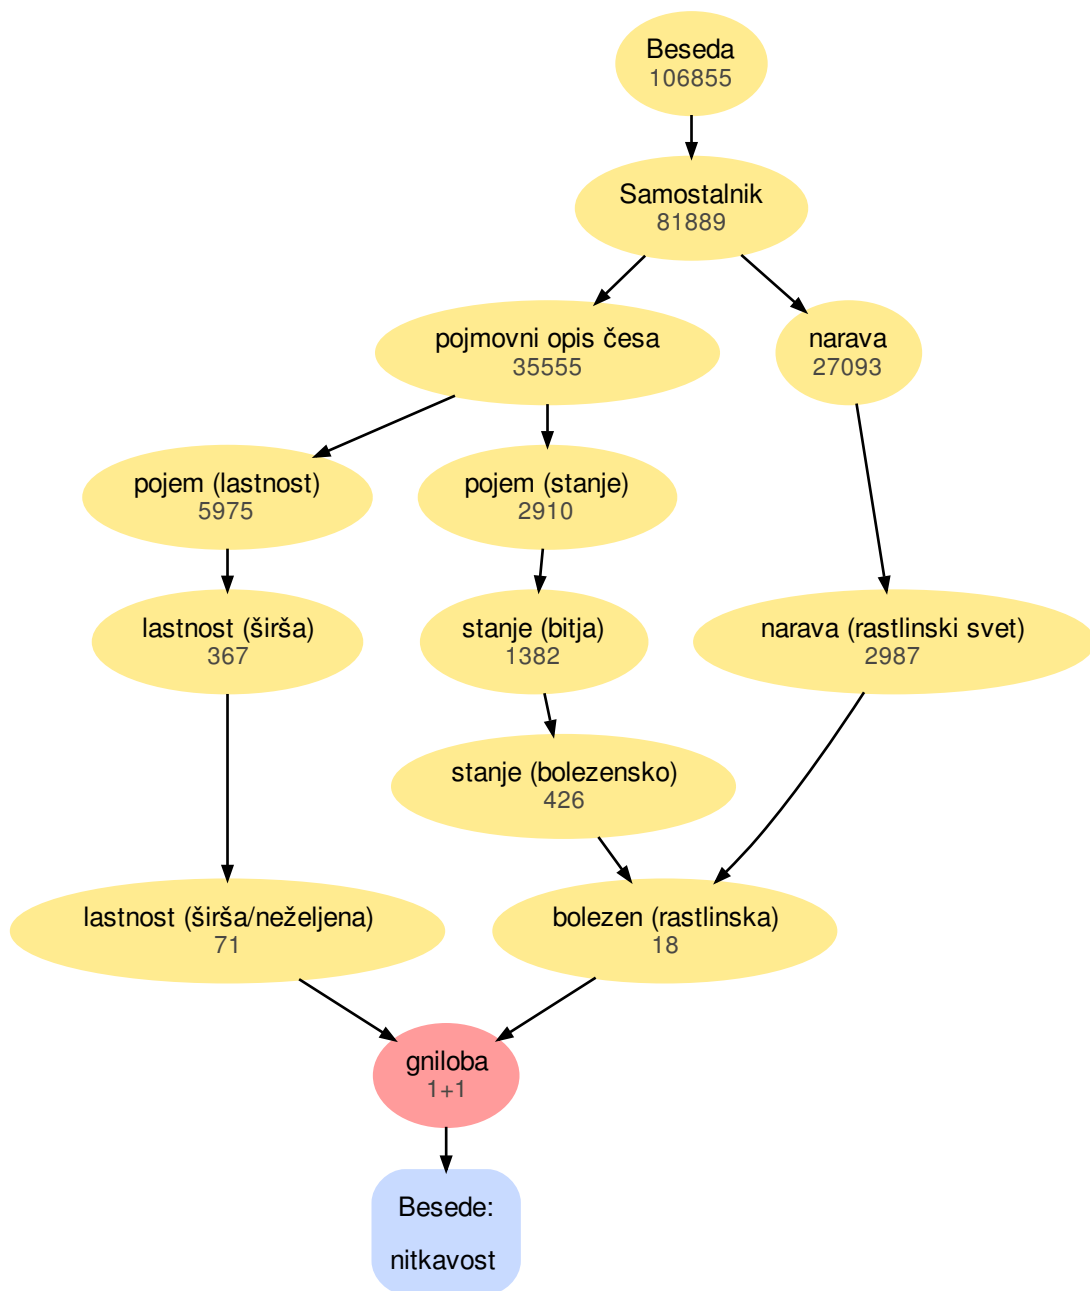 Beseda
106855
Samostalnik
81889
pojmovni opis česa
35555
narava
27093
pojem (lastnost)
5975
pojem (stanje)
2910
lastnost (širša)
367
stanje (bitja)
1382
narava (rastlinski svet)
2987
stanje (bolezensko)
426
lastnost (širša/neželjena)
71
bolezen (rastlinska)
18
gniloba
1+1
Besede:
nitkavost